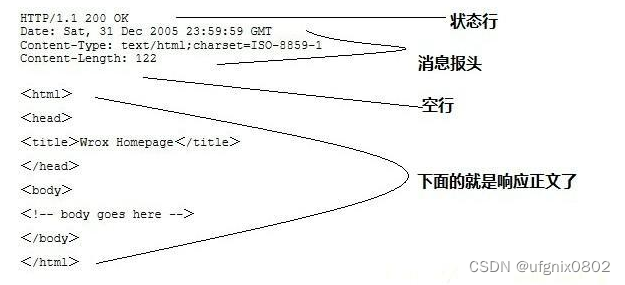 HTTP/1.1 200 OK
状态行
Date: Sat, 31 Dec 2005 23:59:59 GMT
Content-Type: text/html;charset=ISO-8859-1
Content-Length: 122
消息报头
空行
<html>
<head>
<title>Wrox Homepage</title>
</head>
下面的就是响应正文了
<body>
<!-- body goes here -->
</body>
</html>
CSDN @ufgnix0802